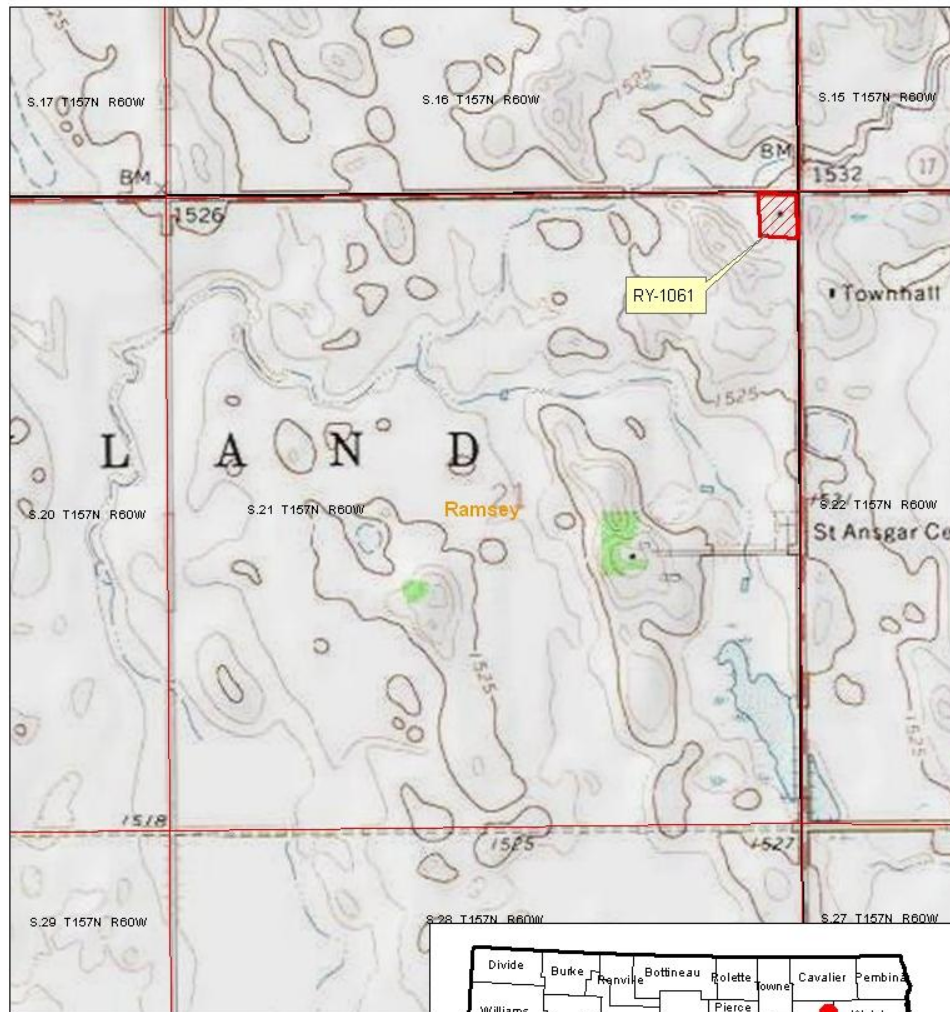 1525
S.17 T157N R60W
S.16 T157N R60W
1525
S.15 T157N R60W
BM
BM
1532
17
1526
RY-1061
Townhall
1525
L A N D
21
Ramsey
S.20 T157N R60W
S.21 T157N R60W
S.22 T157N R60W
St Ansgar Ce
1525
1525
1518
1525
1527
S.29 T157N R60W
S.28 T157N R60W
S.27 T157N R60W
Divide
Burke
Renville
Bottineau
Rolette
Towne
Cavalier
Pembina
Williams
Pierce